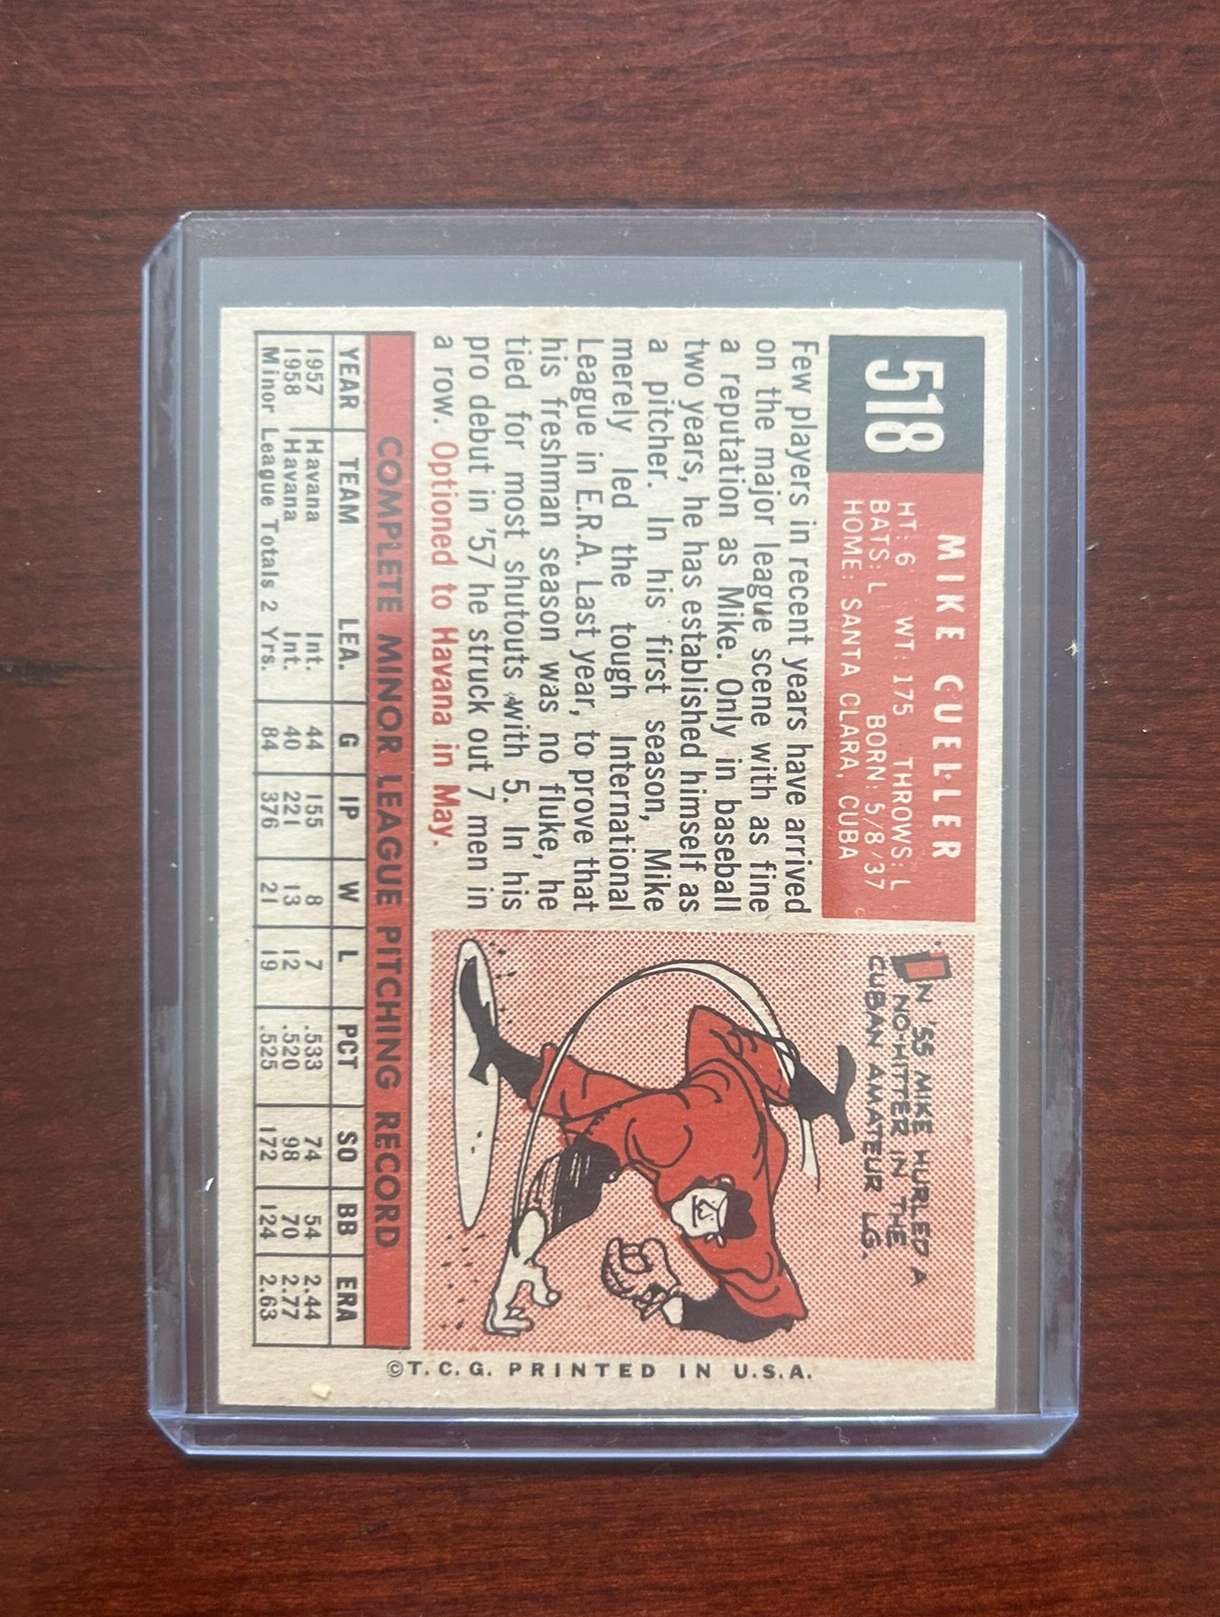 518
MIKE CUELLER
HT: 6 WT: 175 THROWS: L
BATS: L BORN: 5/8/37
HOME: SANTA CLARA, CUBA
Few players in recent years have arrived
on the major league scene with as fine
a reputation as Mike. Only in baseball
two years, he has established himself as
a pitcher. In his first season, Mike
merely led the tough International
League in E.R.A. Last year, to prove that
his freshman season was no fluke, he
tied for most shutouts with 5. In his
pro debut in '57 he struck out 7 men in
a row. Optioned to Havana in May.
IN '55 MIKE HURLED A
NO-HITTER IN THE
CUBAN AMATEUR LG.
COMPLETE MINOR LEAGUE PITCHING RECORD
YEAR TEAM LEA. G IP W L PCT SO BB ERA
1957 Havana Int. 44 155 8 7 .533 74 54 2.44
1958 Havana Int. 40 221 13 12 .520 98 70 2.77
Minor League Totals 2 Yrs. 84 376 21 19 .525 172 124 2.63
©T.C.G. PRINTED IN U.S.A.